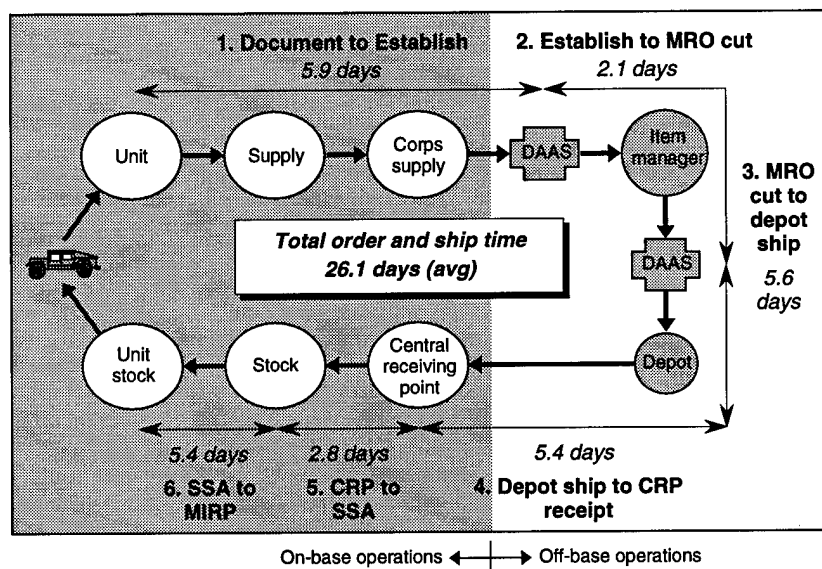 1. Document to Establish
5.9 days
2. Establish to MRO cut
2.1 days
Unit
Supply
Corps
supply
DAAS
Item
manager
3. MRO
cut to
depot
ship
5.6
days
Total order and ship time
26.1 days (avg)
DAAS
Unit
stock
Stock
Central
receiving
point
Depot
5.4 days
2.8 days
5.4 days
6. SSA to
MIRP
5. CRP to
SSA
4. Depot ship to CRP
receipt
On-base operations
Off-base operations